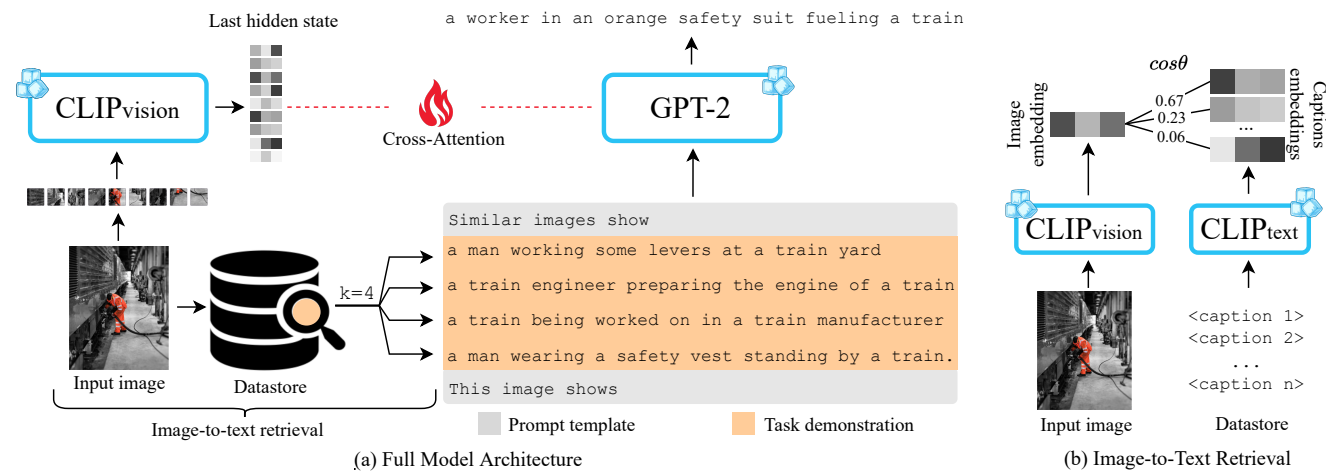 Last hidden state
a worker in an orange safety suit fueling a train
CLIPvision
Cross-Attention
GPT-2
Similar images show
a man working some levers at a train yard
a train engineer preparing the engine of a train
a train being worked on in a train manufacturer
a man wearing a safety vest standing by a train.
This image shows
k=4
Input image
Datastore
Image-to-text retrieval
Prompt template
Task demonstration
(a) Full Model Architecture
Image
embedding
cosθ
0.67
0.23
0.06
...
Captions
embeddings
CLIPvision
CLIPtext
<caption 1>
<caption 2>
...
<caption n>
Input image
Datastore
(b) Image-to-Text Retrieval